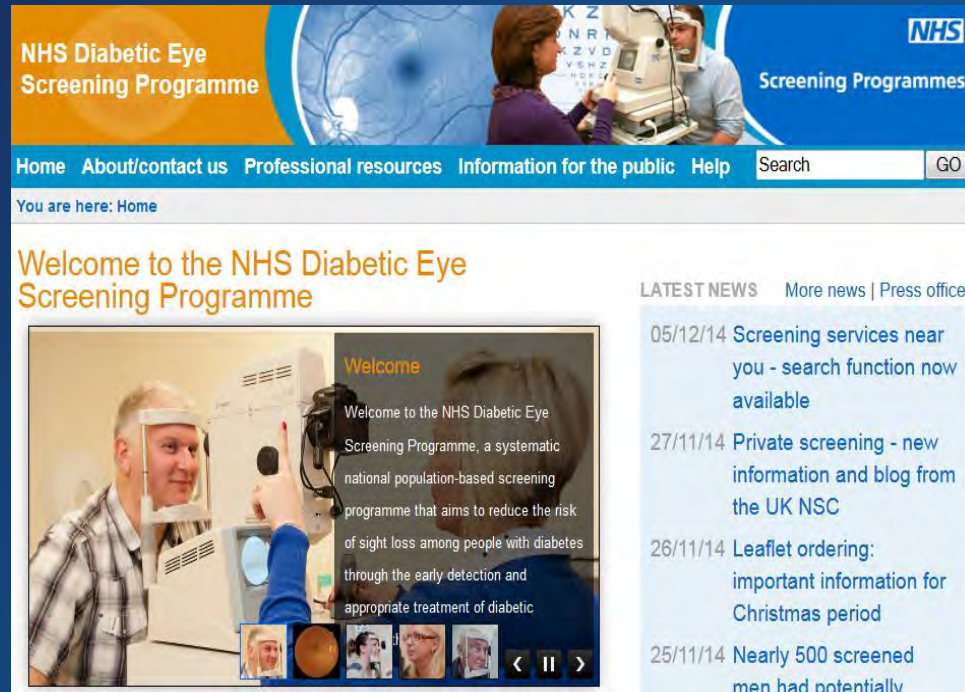 NHS Diabetic Eye
Screening Programme
K Z
N R
K Z V D
V S H Z
H D K
NHS
Screening Programmes
Home About/contact us Professional resources Information for the public Help Search GO
You are here: Home
Welcome to the NHS Diabetic Eye
Screening Programme
Welcome
Welcome to the NHS Diabetic Eye
Screening Programme, a systematic
national population-based screening
programme that aims to reduce the risk
of sight loss among people with diabetes
through the early detection and
appropriate treatment of diabetic
LATEST NEWS More news | Press office
05/12/14 Screening services near
you - search function now
available
27/11/14 Private screening - new
information and blog from
the UK NSC
26/11/14 Leaflet ordering:
important information for
Christmas period
25/11/14 Nearly 500 screened
men had potentially